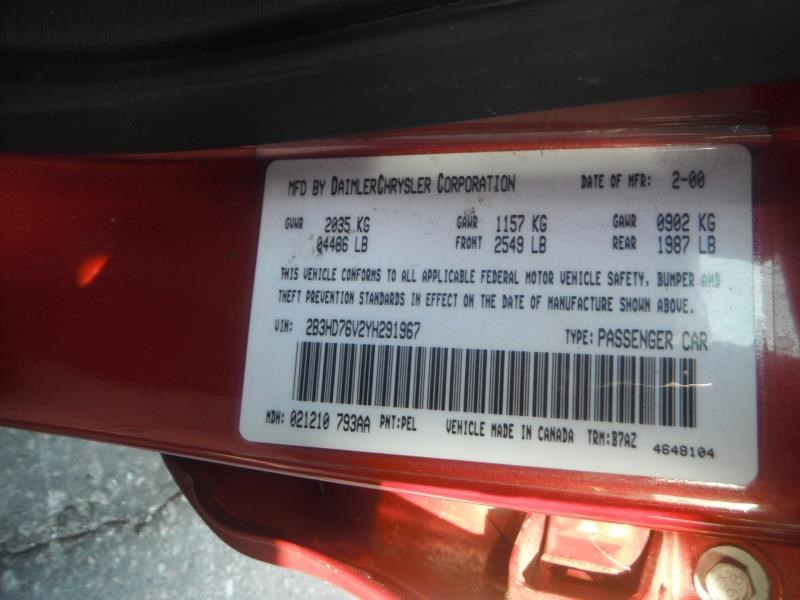 MFD BY DAIMLERCHRYSLER CORPORATION DATE OF MFR: 2-00
GVWR 2035 KG GAWR 1157 KG GAWR 0902 KG
04486 LB FRONT 2549 LB REAR 1987 LB
THIS VEHICLE CONFORMS TO ALL APPLICABLE FEDERAL MOTOR VEHICLE SAFETY, BUMPER AND
THEFT PREVENTION STANDARDS IN EFFECT ON THE DATE OF MANUFACTURE SHOWN ABOVE.
VIN: 2B3HD76V2YH291967 TYPE: PASSENGER CAR
MDH: 021210 793AA PNT:PEL VEHICLE MADE IN CANADA TRM:B7AZ 4648104